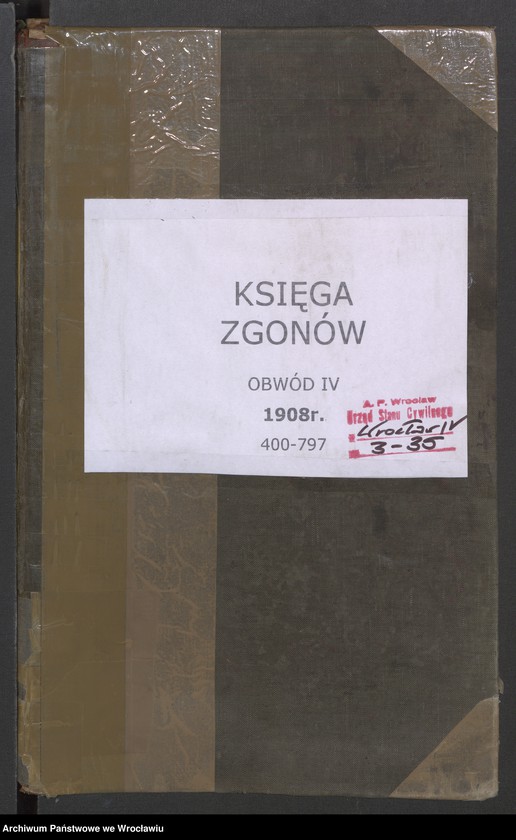 KSIĘGA
ZGONÓW
OBWÓD IV
1908r.
400-797
A. P. Wrocław
Urząd Stanu Cywilnego
Wrocław IV
3-35
Archiwum Państwowe we Wrocławiu